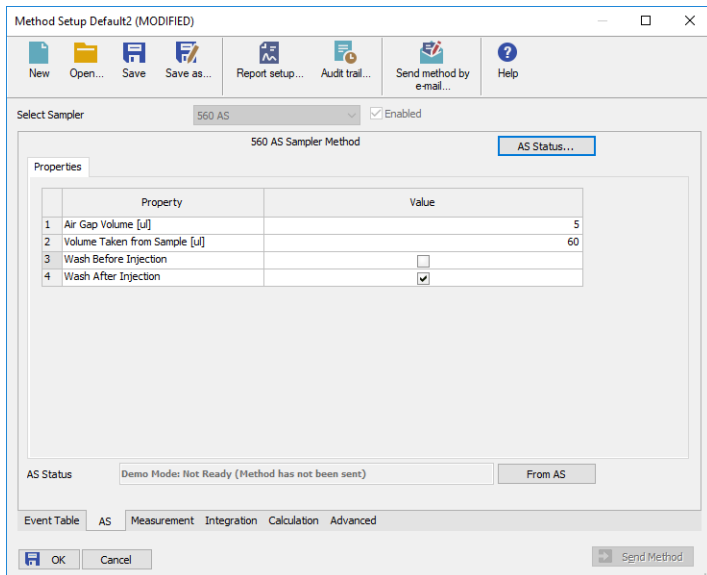 Method Setup Default2 (MODIFIED)
New Open... Save Save as... Report setup... Audit trail... Send method by e-mail... Help
Select Sampler 560 AS Enabled
560 AS Sampler Method AS Status...
Properties
Property Value
1 Air Gap Volume [ul] 5
2 Volume Taken from Sample [ul] 60
3 Wash Before Injection
4 Wash After Injection
AS Status Demo Mode: Not Ready (Method has not been sent) From AS
Event Table AS Measurement Integration Calculation Advanced
OK Cancel Send Method